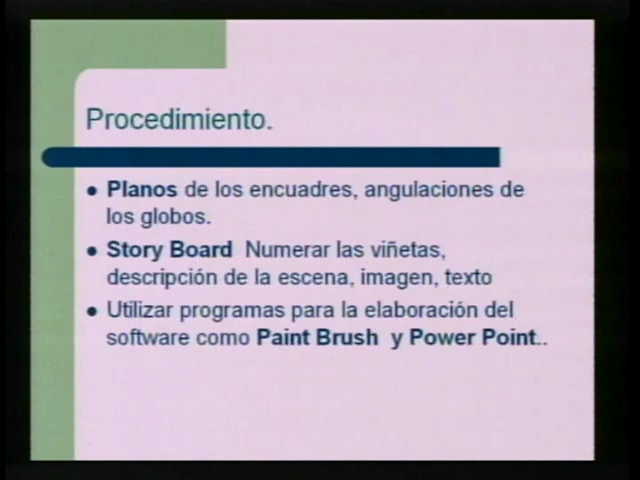 Procedimiento.
Planos de los encuadres, angulaciones de
los globos.
Story Board  Numerar las viñetas,
descripción de la escena, imagen, texto
Utilizar programas para la elaboración del
software como Paint Brush  y Power Point..